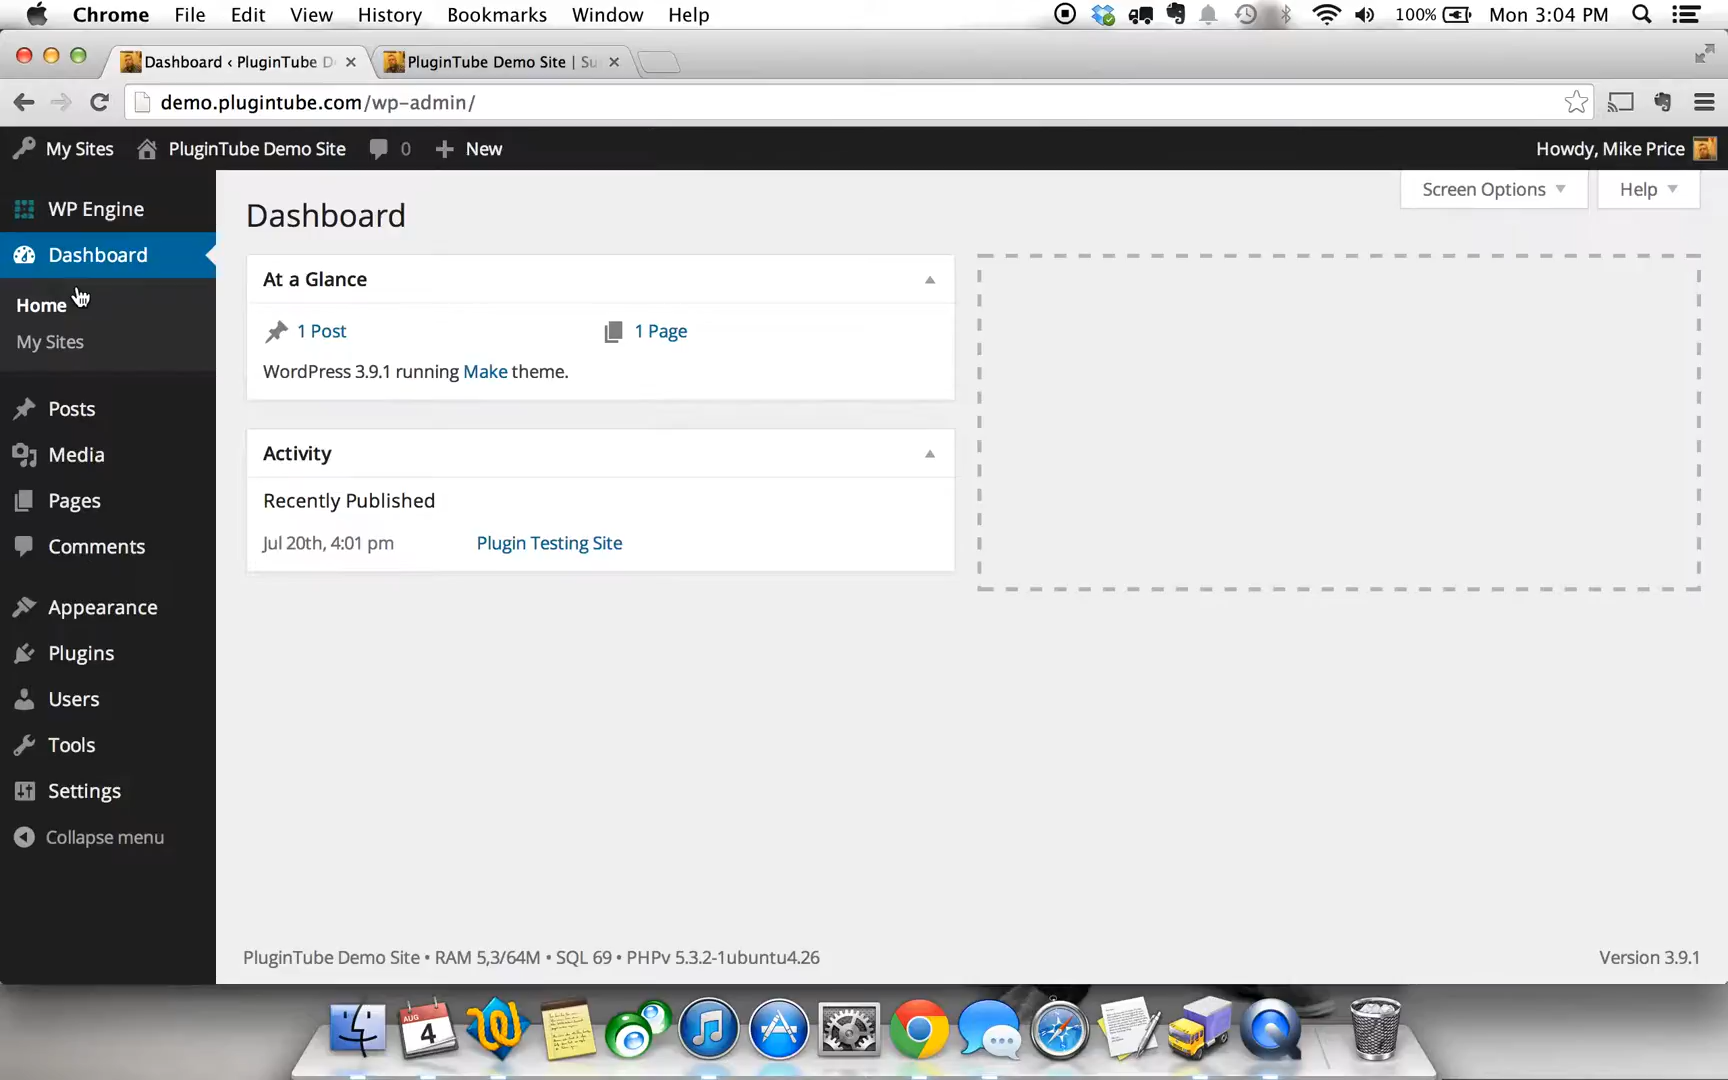 Chrome File Edit View History Bookmarks Window Help 100% Mon 3:04 PM
Dashboard ‹ PluginTube D PluginTube Demo Site | Su
demo.plugintube.com/wp-admin/
My Sites PluginTube Demo Site 0 New Howdy, Mike Price
Screen Options Help
WP Engine
Dashboard
Home
My Sites
Posts
Media
Pages
Comments
Appearance
Plugins
Users
Tools
Settings
Collapse menu
Dashboard
At a Glance
1 Post 1 Page
WordPress 3.9.1 running Make theme.
Activity
Recently Published
Jul 20th, 4:01 pm Plugin Testing Site
PluginTube Demo Site • RAM 5,3/64M • SQL 69 • PHPv 5.3.2-1ubuntu4.26 Version 3.9.1
AUG
4